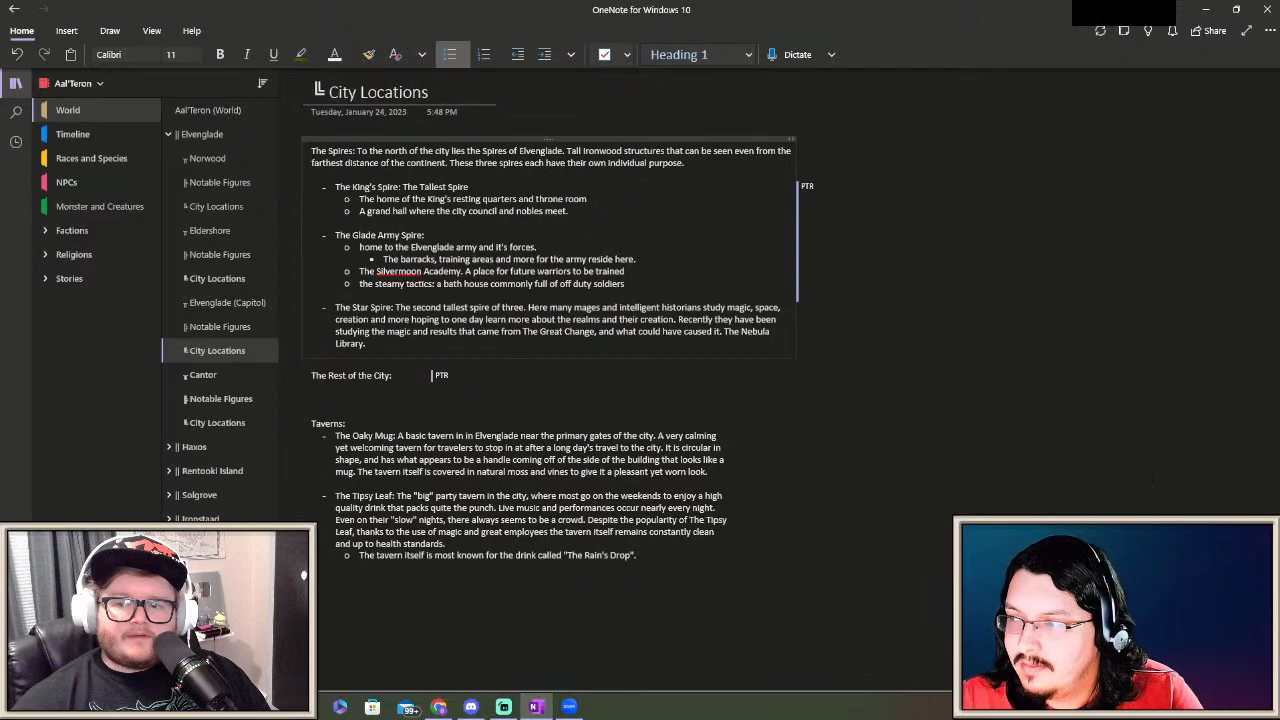 OneNote for Windows 10
Home Insert Draw View Help
Share
Calibri 11 B I U A Heading 1 Dictate
Aal'Teron
World
Timeline
Races and Species
NPCs
Monster and Creatures
Factions
Religions
Stories
Aal'Teron (World)
|| Elvenglade
Norwood
Notable Figures
City Locations
Eldershore
Notable Figures
City Locations
Elvenglade (Capitol)
Notable Figures
City Locations
Cantor
Notable Figures
City Locations
|| Haxos
|| Rentooki Island
|| Solgrove
|| Ironstaad
╚ City Locations
Tuesday, January 24, 2023 5:48 PM
The Spires: To the north of the city lies the Spires of Elvenglade. Tall Ironwood structures that can be seen even from the
farthest distance of the continent. These three spires each have their own individual purpose.
- The King's Spire: The Tallest Spire
o The home of the King's resting quarters and throne room
o A grand hall where the city council and nobles meet.
- The Glade Army Spire:
o home to the Elvenglade army and it's forces.
▪ The barracks, training areas and more for the army reside here.
o The Silvermoon Academy. A place for future warriors to be trained
o the steamy tactics: a bath house commonly full of off duty soldiers
- The Star Spire: The second tallest spire of three. Here many mages and intelligent historians study magic, space,
creation and more hoping to one day learn more about the realms and their creation. Recently they have been
studying the magic and results that came from The Great Change, and what could have caused it. The Nebula
Library.
PTR
The Rest of the City: PTR
Taverns:
- The Oaky Mug: A basic tavern in in Elvenglade near the primary gates of the city. A very calming
yet welcoming tavern for travelers to stop in at after a long day's travel to the city. It is circular in
shape, and has what appears to be a handle coming off of the side of the building that looks like a
mug. The tavern itself is covered in natural moss and vines to give it a pleasant yet worn look.
- The Tipsy Leaf: The "big" party tavern in the city, where most go on the weekends to enjoy a high
quality drink that packs quite the punch. Live music and performances occur nearly every night.
Even on their "slow" nights, there always seems to be a crowd. Despite the popularity of The Tipsy
Leaf, thanks to the use of magic and great employees the tavern itself remains constantly clean
and up to health standards.
o The tavern itself is most known for the drink called "The Rain's Drop".
99+